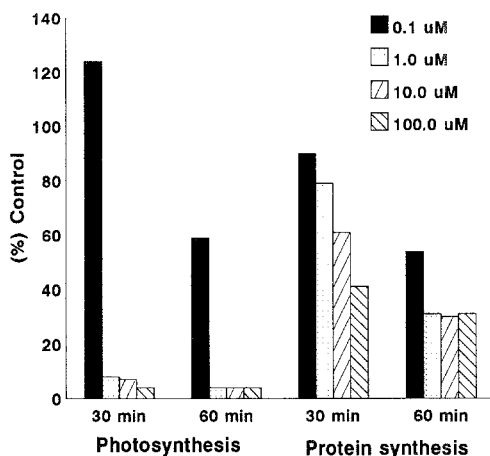 140
120
100
80
60
40
20
0
(%) Control
0.1 uM
1.0 uM
10.0 uM
100.0 uM
30 min
60 min
30 min
60 min
Photosynthesis
Protein synthesis